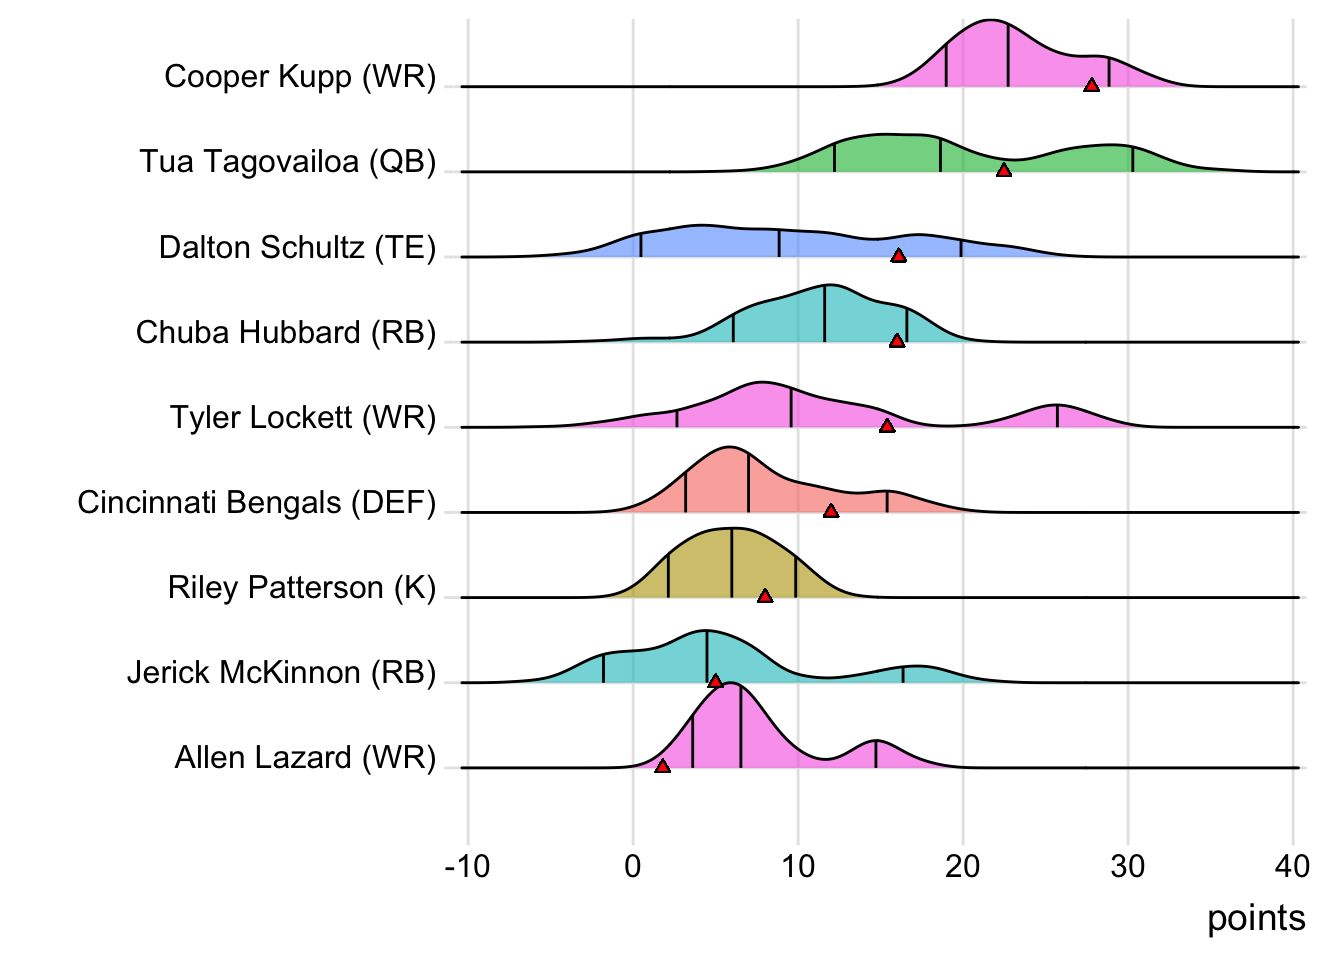 Cooper Kupp (WR)
Tua Tagovailoa (QB)
Dalton Schultz (TE)
Chuba Hubbard (RB)
Tyler Lockett (WR)
Cincinnati Bengals (DEF)
Riley Patterson (K)
Jerick McKinnon (RB)
Allen Lazard (WR)
-10 0 10 20 30 40
points